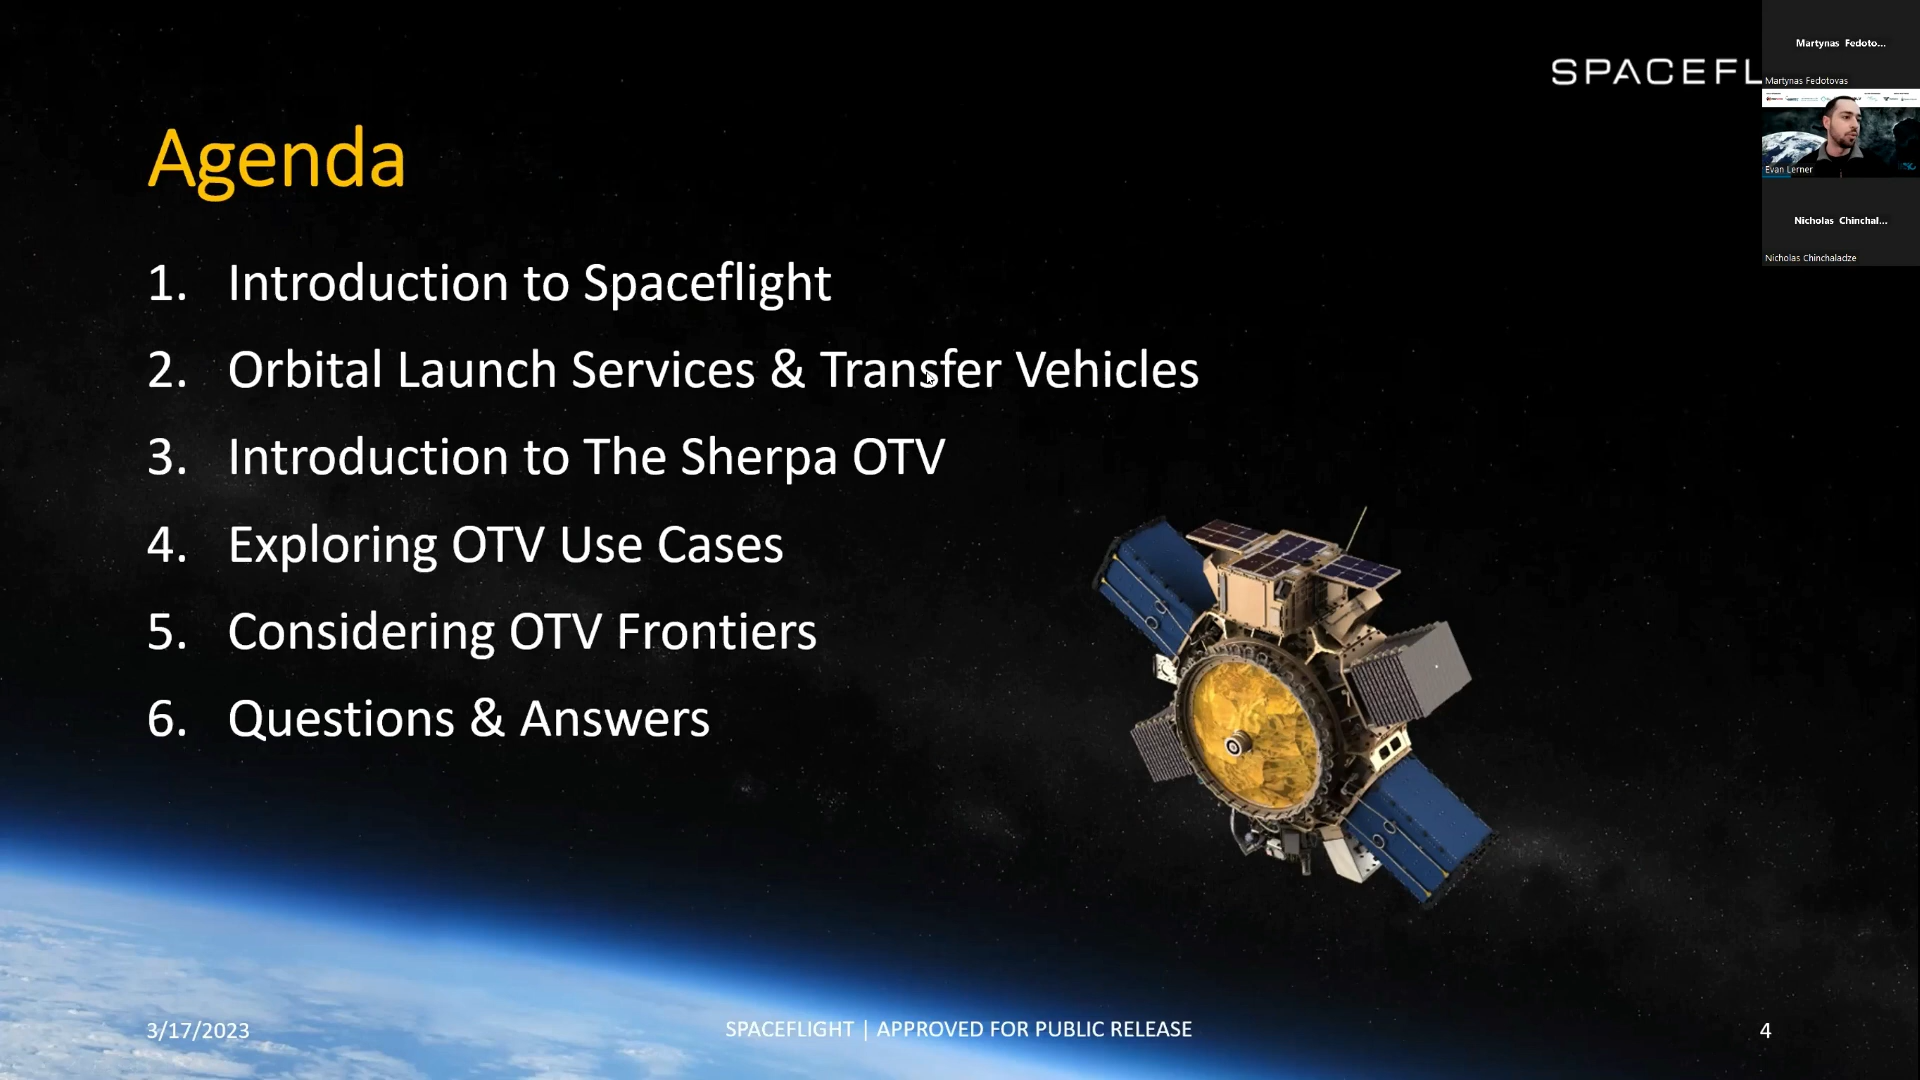 SPACEFL
Martynas Fedoto...
Martynas Fedotovas
Evan Lerner
Nicholas Chinchal...
Nicholas Chinchaladze
Agenda
1. Introduction to Spaceflight
2. Orbital Launch Services & Transfer Vehicles
3. Introduction to The Sherpa OTV
4. Exploring OTV Use Cases
5. Considering OTV Frontiers
6. Questions & Answers
3/17/2023
SPACEFLIGHT | APPROVED FOR PUBLIC RELEASE
4